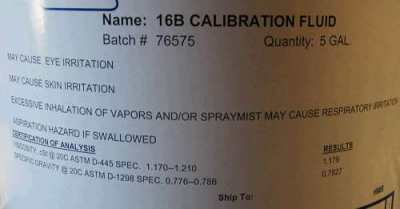 Name: 16B CALIBRATION FLUID
Batch # 76575 Quantity: 5 GAL
MAY CAUSE EYE IRRITATION
MAY CAUSE SKIN IRRITATION
EXCESSIVE INHALATION OF VAPORS AND/OR SPRAYMIST MAY CAUSE RESPIRATORY IRRITATION
ASPIRATION HAZARD IF SWALLOWED
CERTIFICATION OF ANALYSIS RESULTS
VISCOSITY, cSt @ 20C ASTM D-445 SPEC. 1.170-1.210 1.176
SPECIFIC GRAVITY @ 20C ASTM D-1298 SPEC. 0.776-0.786 0.7827
Ship To: